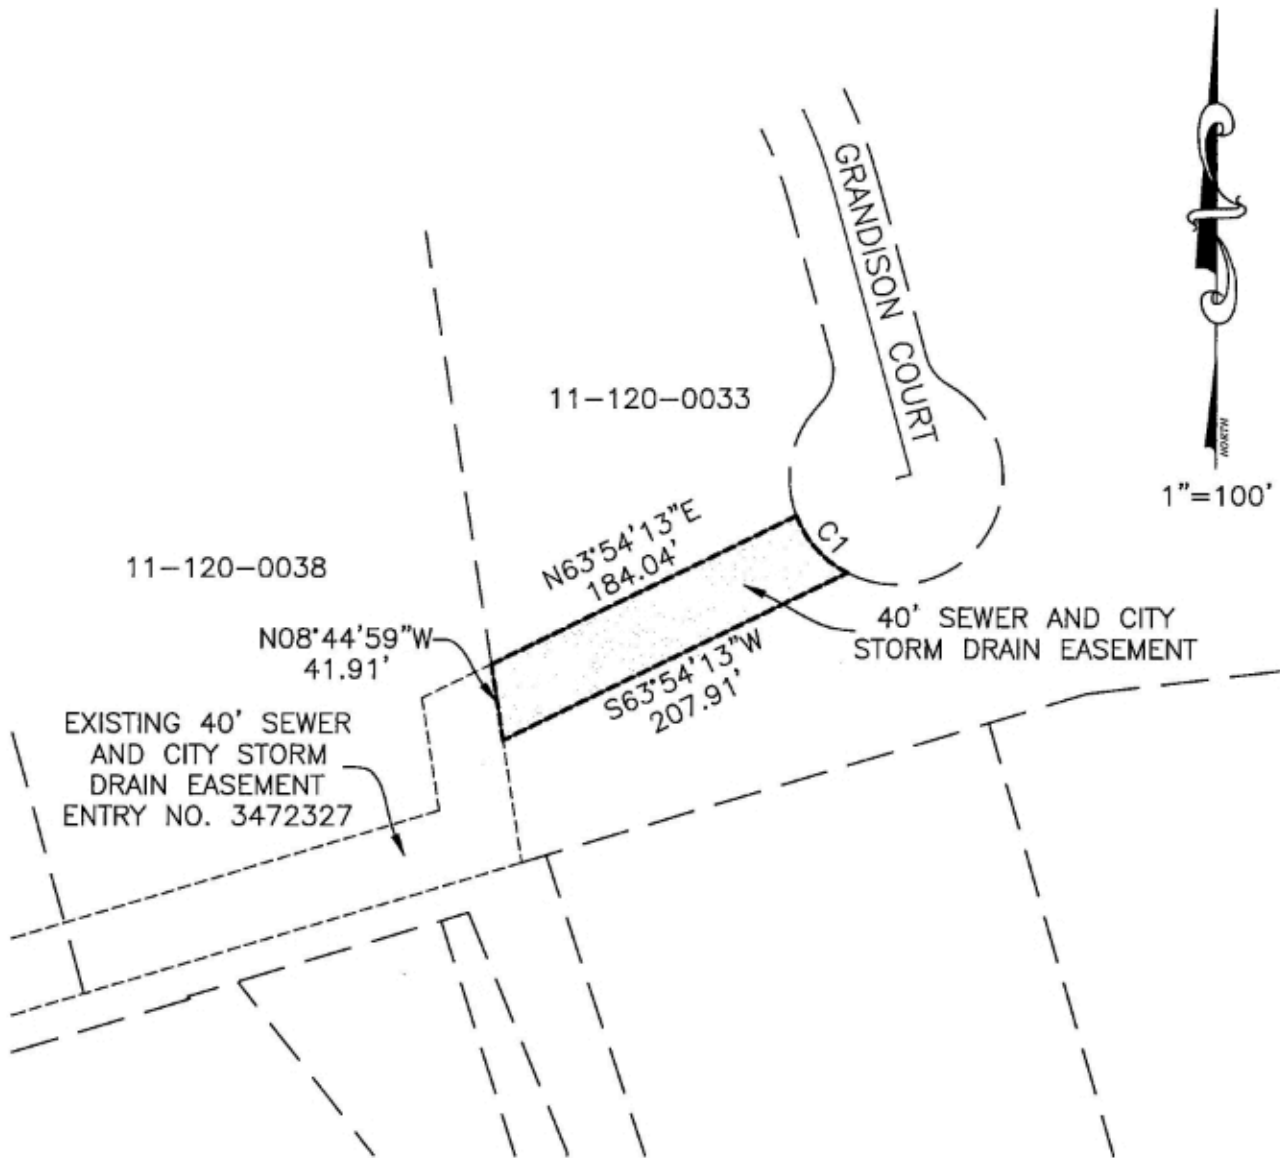 GRANDISON COURT
NORTH
1"=100'
11-120-0033
11-120-0038
N63°54'13"E
184.04'
C1
N08°44'59"W
41.91'
40' SEWER AND CITY
STORM DRAIN EASEMENT
S63°54'13"W
207.91'
EXISTING 40' SEWER
AND CITY STORM
DRAIN EASEMENT
ENTRY NO. 3472327